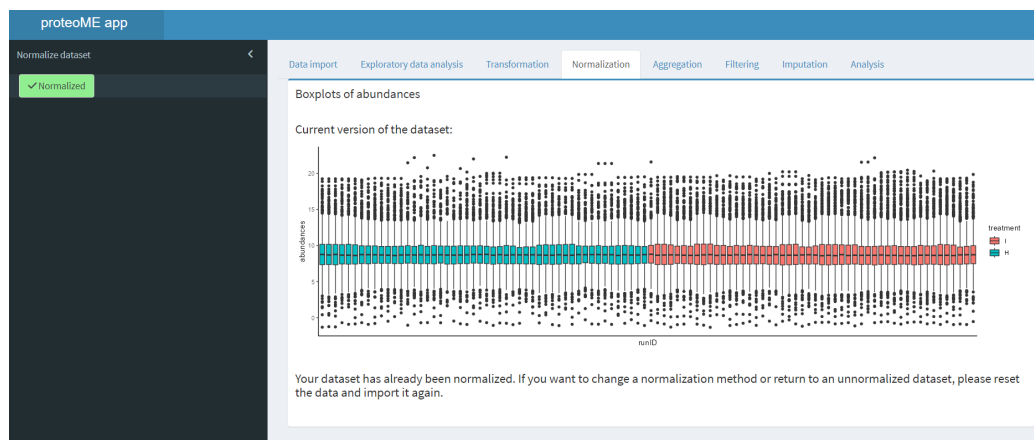 proteoME app
Normalize dataset
Normalized
Data import Exploratory data analysis Transformation Normalization Aggregation Filtering Imputation Analysis
Boxplots of abundances
Current version of the dataset:
20
15
10
5
0
abundances
runID
treatment
I
H
Your dataset has already been normalized. If you want to change a normalization method or return to an unnormalized dataset, please reset
the data and import it again.